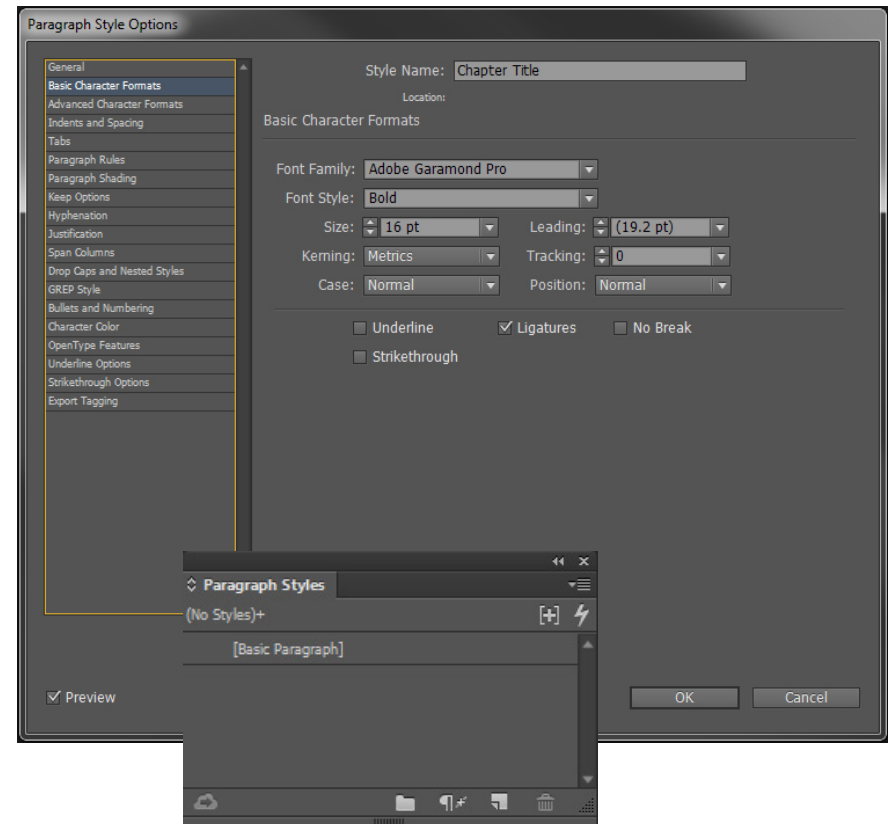 Paragraph Style Options
General
Basic Character Formats
Advanced Character Formats
Indents and Spacing
Tabs
Paragraph Rules
Paragraph Shading
Keep Options
Hyphenation
Justification
Span Columns
Drop Caps and Nested Styles
GREP Style
Bullets and Numbering
Character Color
OpenType Features
Underline Options
Strikethrough Options
Export Tagging
Style Name: Chapter Title
Location:
Basic Character Formats
Font Family: Adobe Garamond Pro
Font Style: Bold
Size: 16 pt Leading: (19.2 pt)
Kerning: Metrics Tracking: 0
Case: Normal Position: Normal
Underline Ligatures No Break
Strikethrough
Preview
OK Cancel
Paragraph Styles
(No Styles)+
[Basic Paragraph]